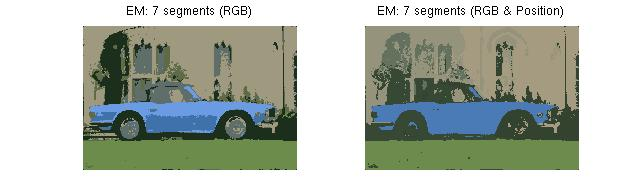 EM: 7 segments (RGB)
EM: 7 segments (RGB & Position)